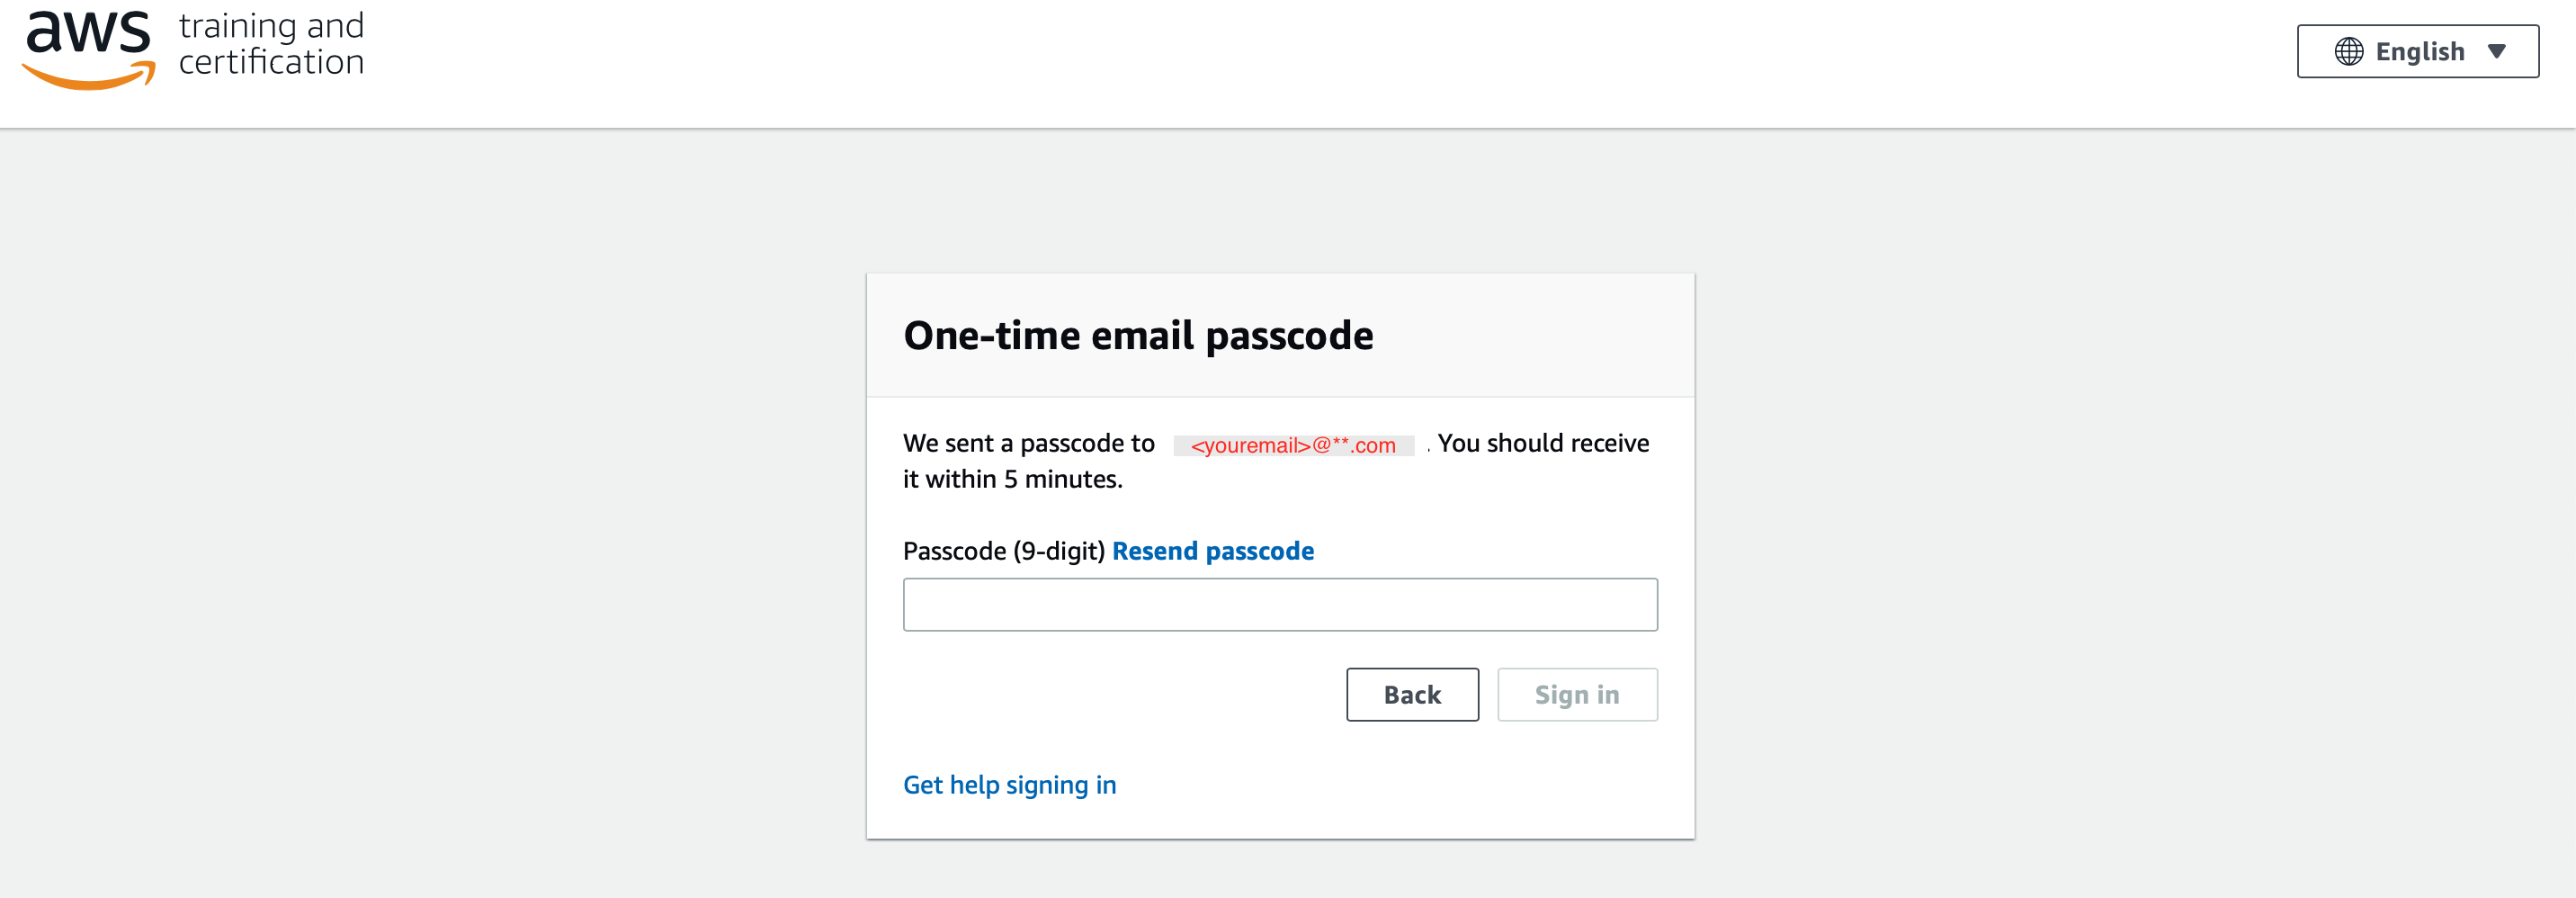 aws training and
certification
English
One-time email passcode
We sent a passcode to <youremail>@**.com . You should receive
it within 5 minutes.
Passcode (9-digit) Resend passcode
Back Sign in
Get help signing in